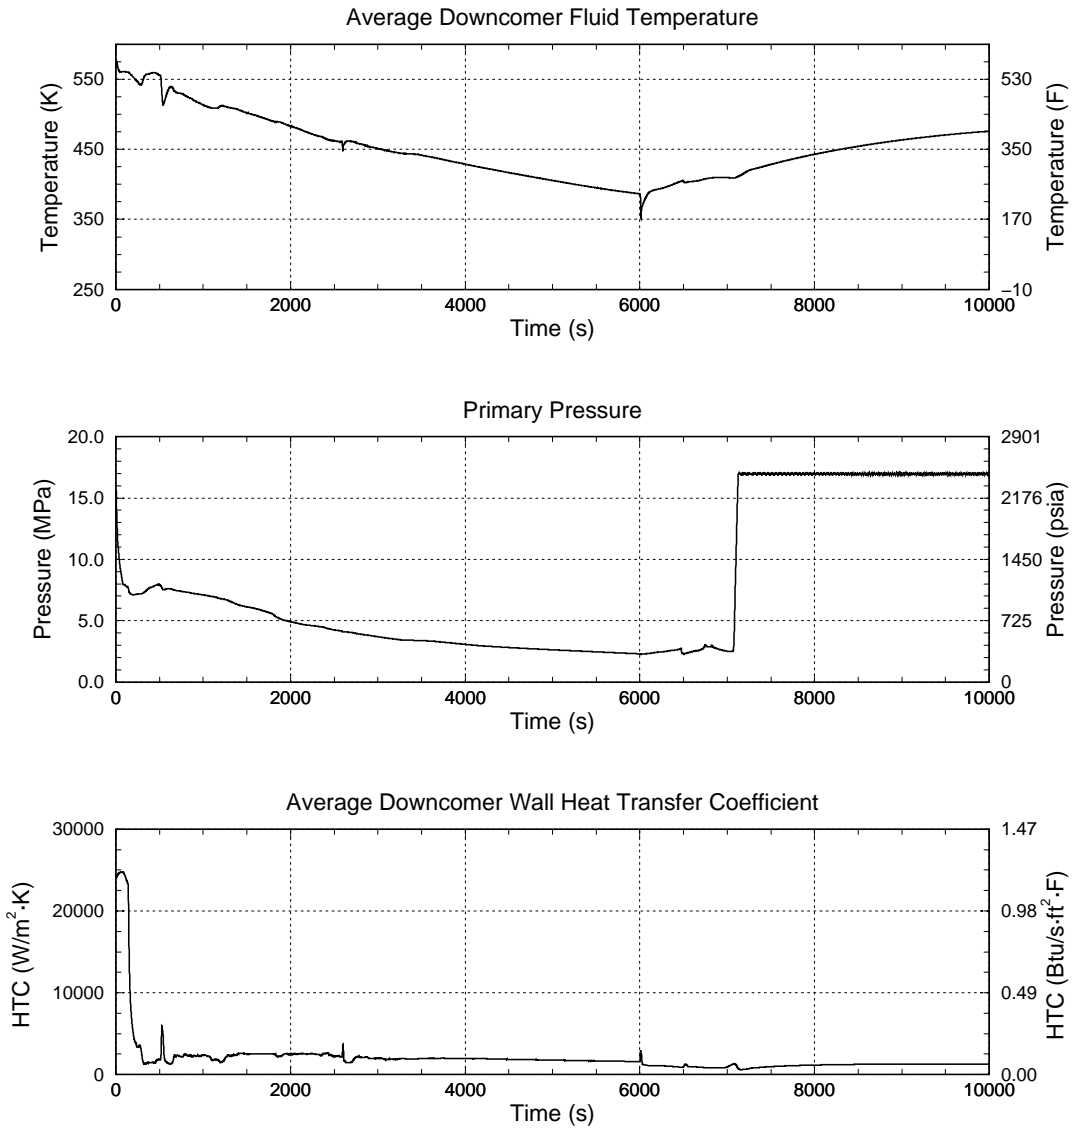 Average Downcomer Fluid Temperature
Temperature (K)
550
450
350
250
530
350
170
−10
Temperature (F)
0 2000 4000 6000 8000 10000
Time (s)
Primary Pressure
Pressure (MPa)
20.0
15.0
10.0
5.0
0.0
2901
2176
1450
725
0
Pressure (psia)
0 2000 4000 6000 8000 10000
Time (s)
Average Downcomer Wall Heat Transfer Coefficient
HTC (W/m²·K)
30000
20000
10000
0
1.47
0.98
0.49
0.00
HTC (Btu/s·ft²·F)
0 2000 4000 6000 8000 10000
Time (s)